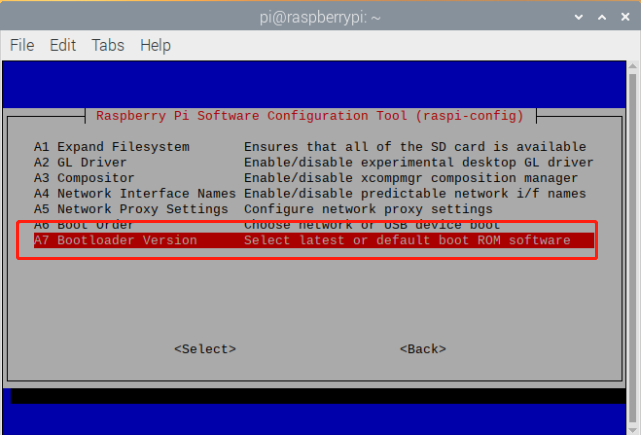 pi@raspberrypi: ~
File Edit Tabs Help
Raspberry Pi Software Configuration Tool (raspi-config)
A1 Expand Filesystem Ensures that all of the SD card is available
A2 GL Driver Enable/disable experimental desktop GL driver
A3 Compositor Enable/disable xcompmgr composition manager
A4 Network Interface Names Enable/disable predictable network i/f names
A5 Network Proxy Settings Configure network proxy settings
A6 Boot Order Choose network or USB device boot
A7 Bootloader Version Select latest or default boot ROM software
<Select> <Back>